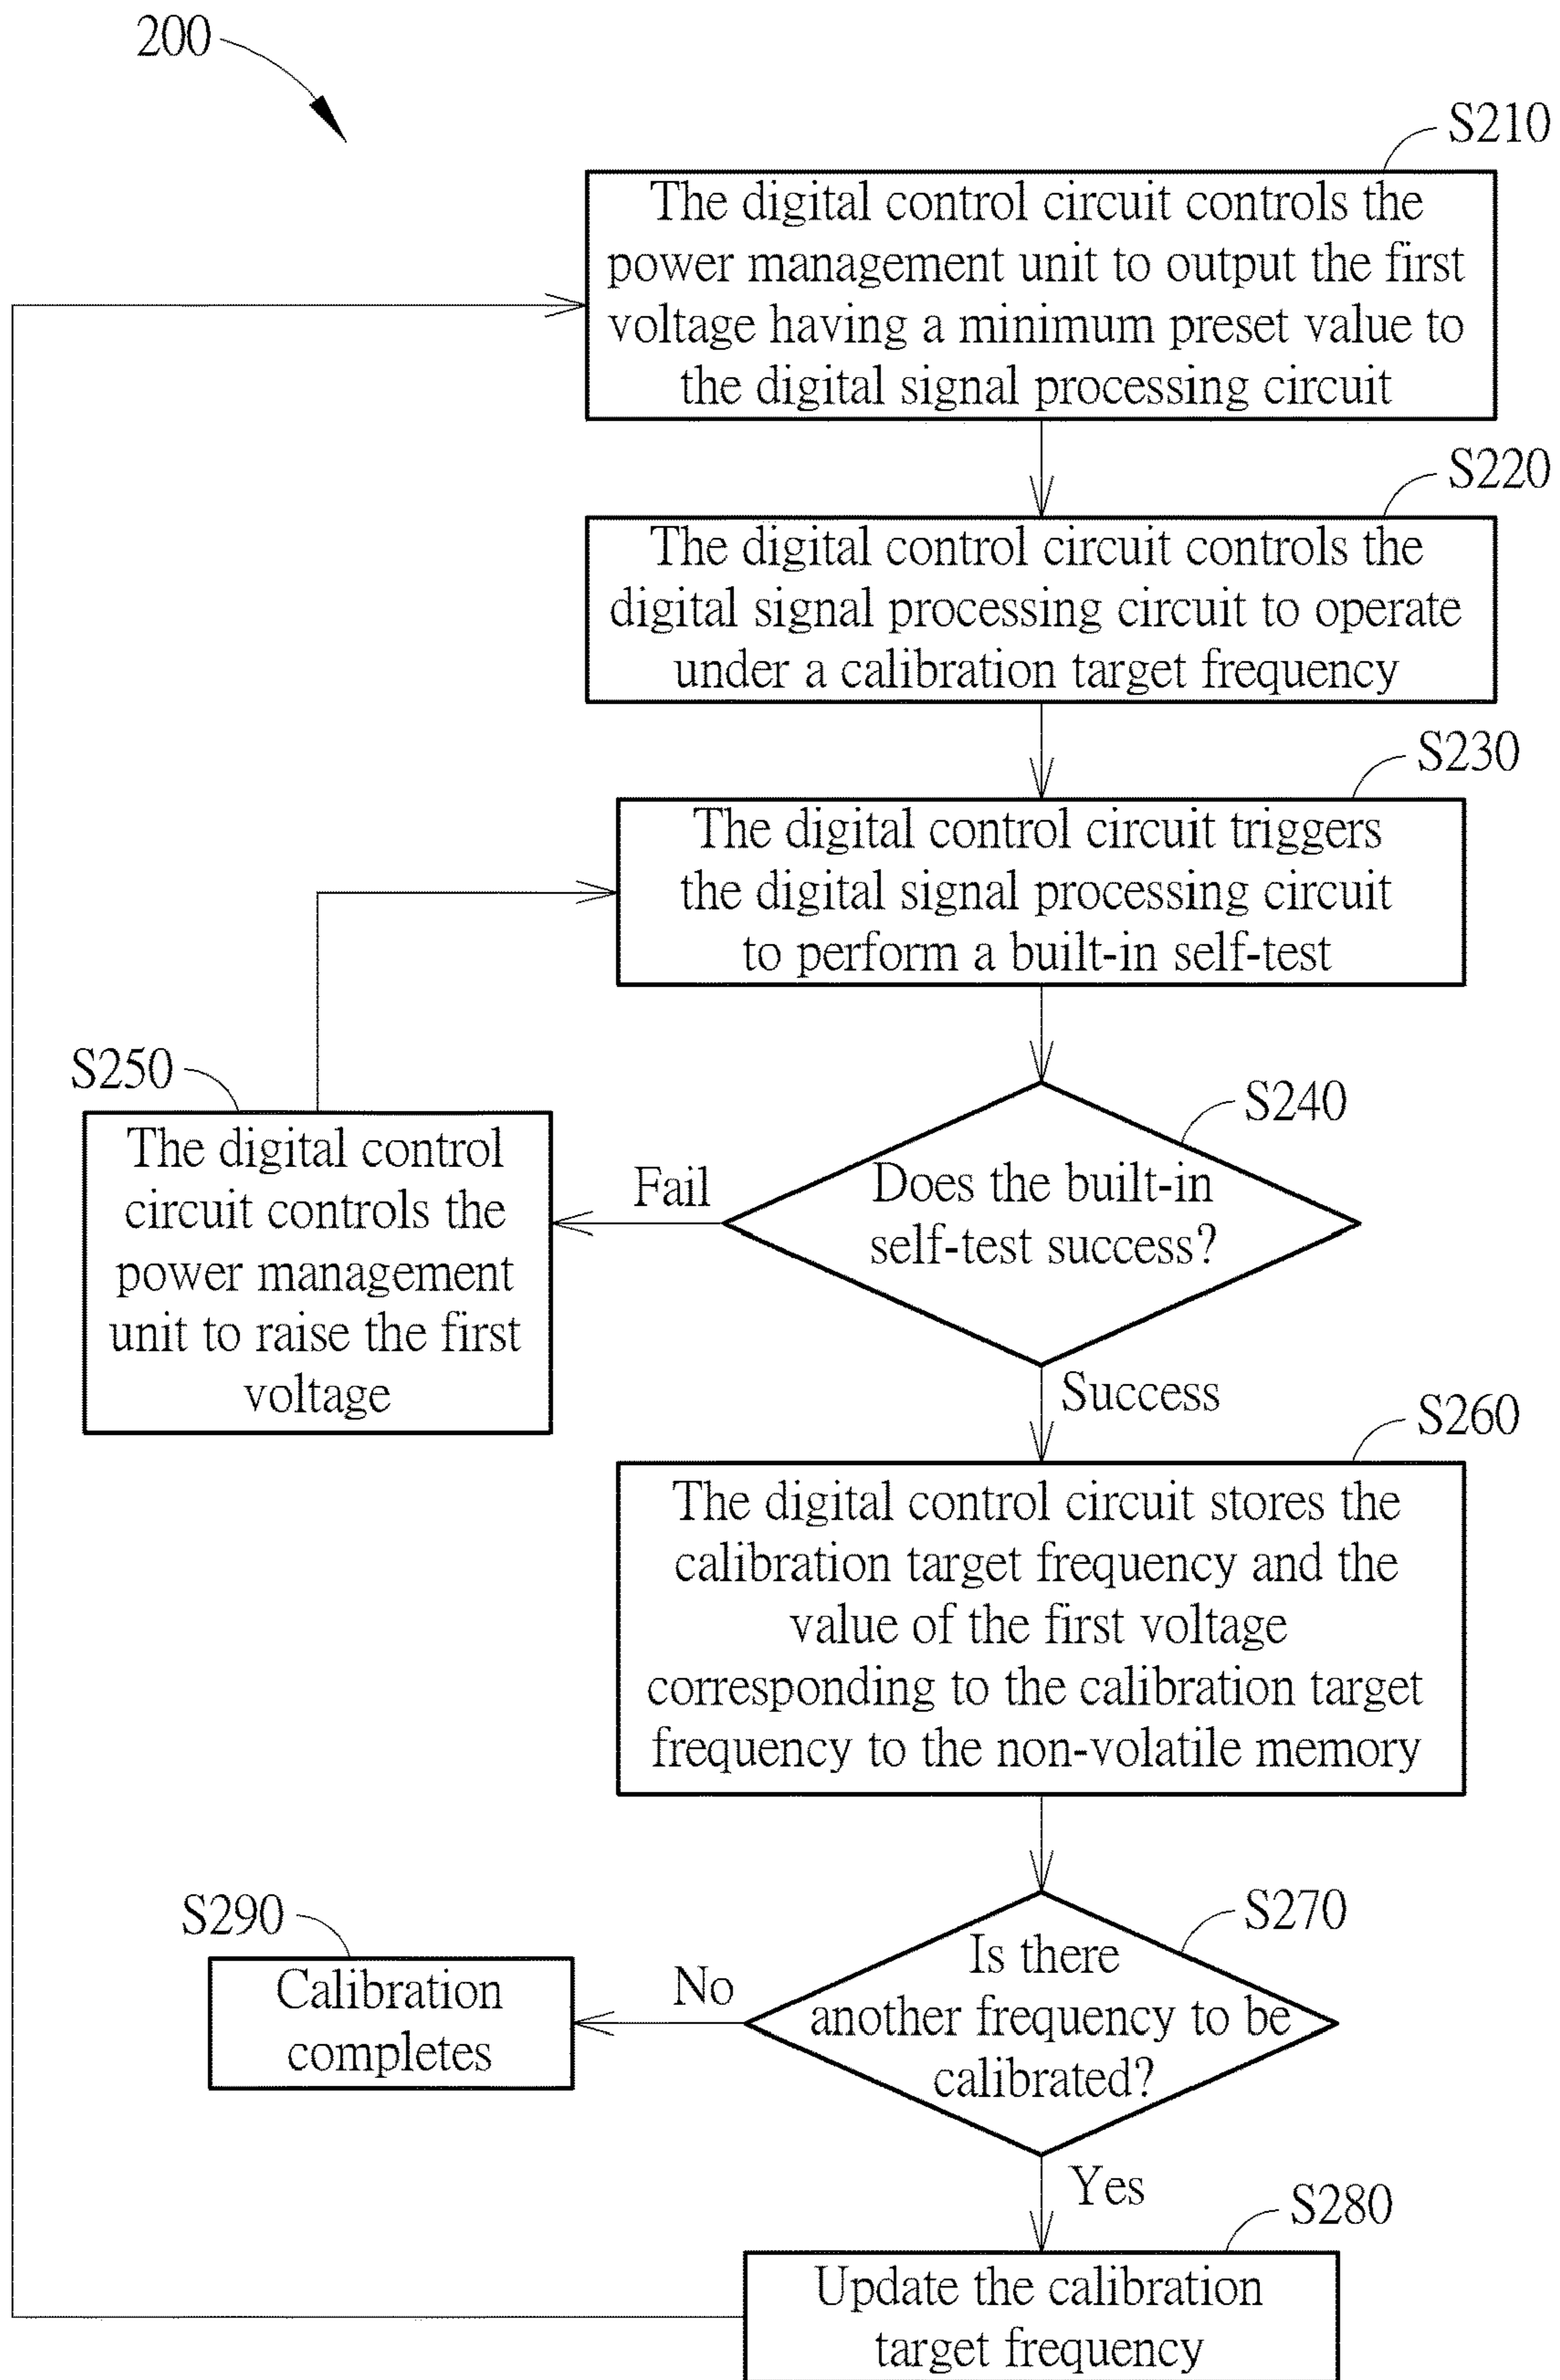 200
S210
The digital control circuit controls the
power management unit to output the first
voltage having a minimum preset value to
the digital signal processing circuit
S220
The digital control circuit controls the
digital signal processing circuit to operate
under a calibration target frequency
S230
The digital control circuit triggers
the digital signal processing circuit
to perform a built-in self-test
S240
Does the built-in
self-test success?
Fail
S250
The digital control
circuit controls the
power management
unit to raise the first
voltage
Success
S260
The digital control circuit stores the
calibration target frequency and the
value of the first voltage
corresponding to the calibration target
frequency to the non-volatile memory
S270
Is there
another frequency to be
calibrated?
No
S290
Calibration
completes
Yes
S280
Update the calibration
target frequency